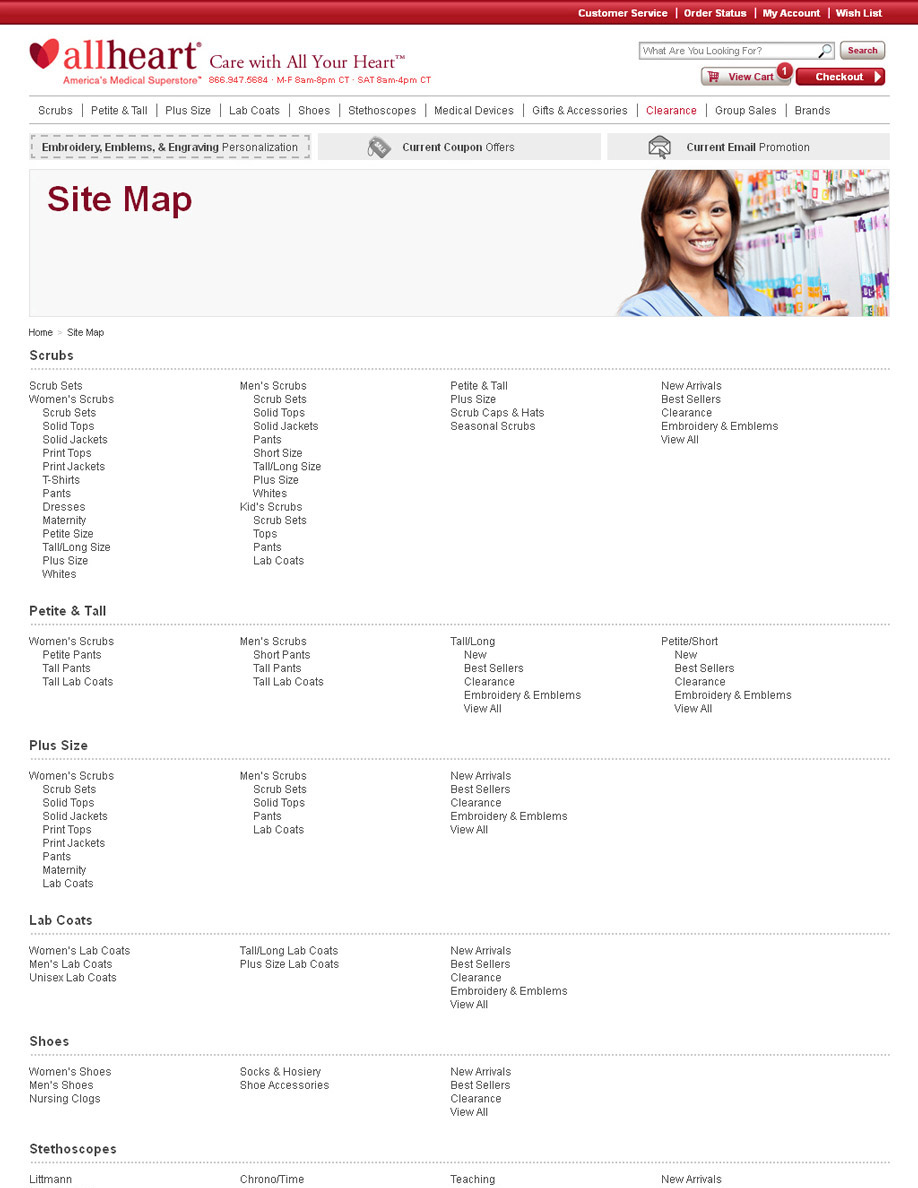 Customer Service | Order Status | My Account | Wish List
allheart® Care with All Your Heart™
America's Medical Superstore™ 866.947.5684 · M-F 8am-8pm CT · SAT 8am-4pm CT
What Are You Looking For? Search
View Cart 1 Checkout
Scrubs | Petite & Tall | Plus Size | Lab Coats | Shoes | Stethoscopes | Medical Devices | Gifts & Accessories | Clearance | Group Sales | Brands
Embroidery, Emblems, & Engraving Personalization
SALE Current Coupon Offers
Current Email Promotion
Site Map
Home > Site Map
Scrubs
Scrub Sets
Women's Scrubs
Scrub Sets
Solid Tops
Solid Jackets
Print Tops
Print Jackets
T-Shirts
Pants
Dresses
Maternity
Petite Size
Tall/Long Size
Plus Size
Whites
Men's Scrubs
Scrub Sets
Solid Tops
Solid Jackets
Pants
Short Size
Tall/Long Size
Plus Size
Whites
Kid's Scrubs
Scrub Sets
Tops
Pants
Lab Coats
Petite & Tall
Plus Size
Scrub Caps & Hats
Seasonal Scrubs
New Arrivals
Best Sellers
Clearance
Embroidery & Emblems
View All
Petite & Tall
Women's Scrubs
Petite Pants
Tall Pants
Tall Lab Coats
Men's Scrubs
Short Pants
Tall Pants
Tall Lab Coats
Tall/Long
New
Best Sellers
Clearance
Embroidery & Emblems
View All
Petite/Short
New
Best Sellers
Clearance
Embroidery & Emblems
View All
Plus Size
Women's Scrubs
Scrub Sets
Solid Tops
Solid Jackets
Print Tops
Print Jackets
Pants
Maternity
Lab Coats
Men's Scrubs
Scrub Sets
Solid Tops
Pants
Lab Coats
New Arrivals
Best Sellers
Clearance
Embroidery & Emblems
View All
Lab Coats
Women's Lab Coats
Men's Lab Coats
Unisex Lab Coats
Tall/Long Lab Coats
Plus Size Lab Coats
New Arrivals
Best Sellers
Clearance
Embroidery & Emblems
View All
Shoes
Women's Shoes
Men's Shoes
Nursing Clogs
Socks & Hosiery
Shoe Accessories
New Arrivals
Best Sellers
Clearance
View All
Stethoscopes
Littmann
Chrono/Time
Teaching
New Arrivals